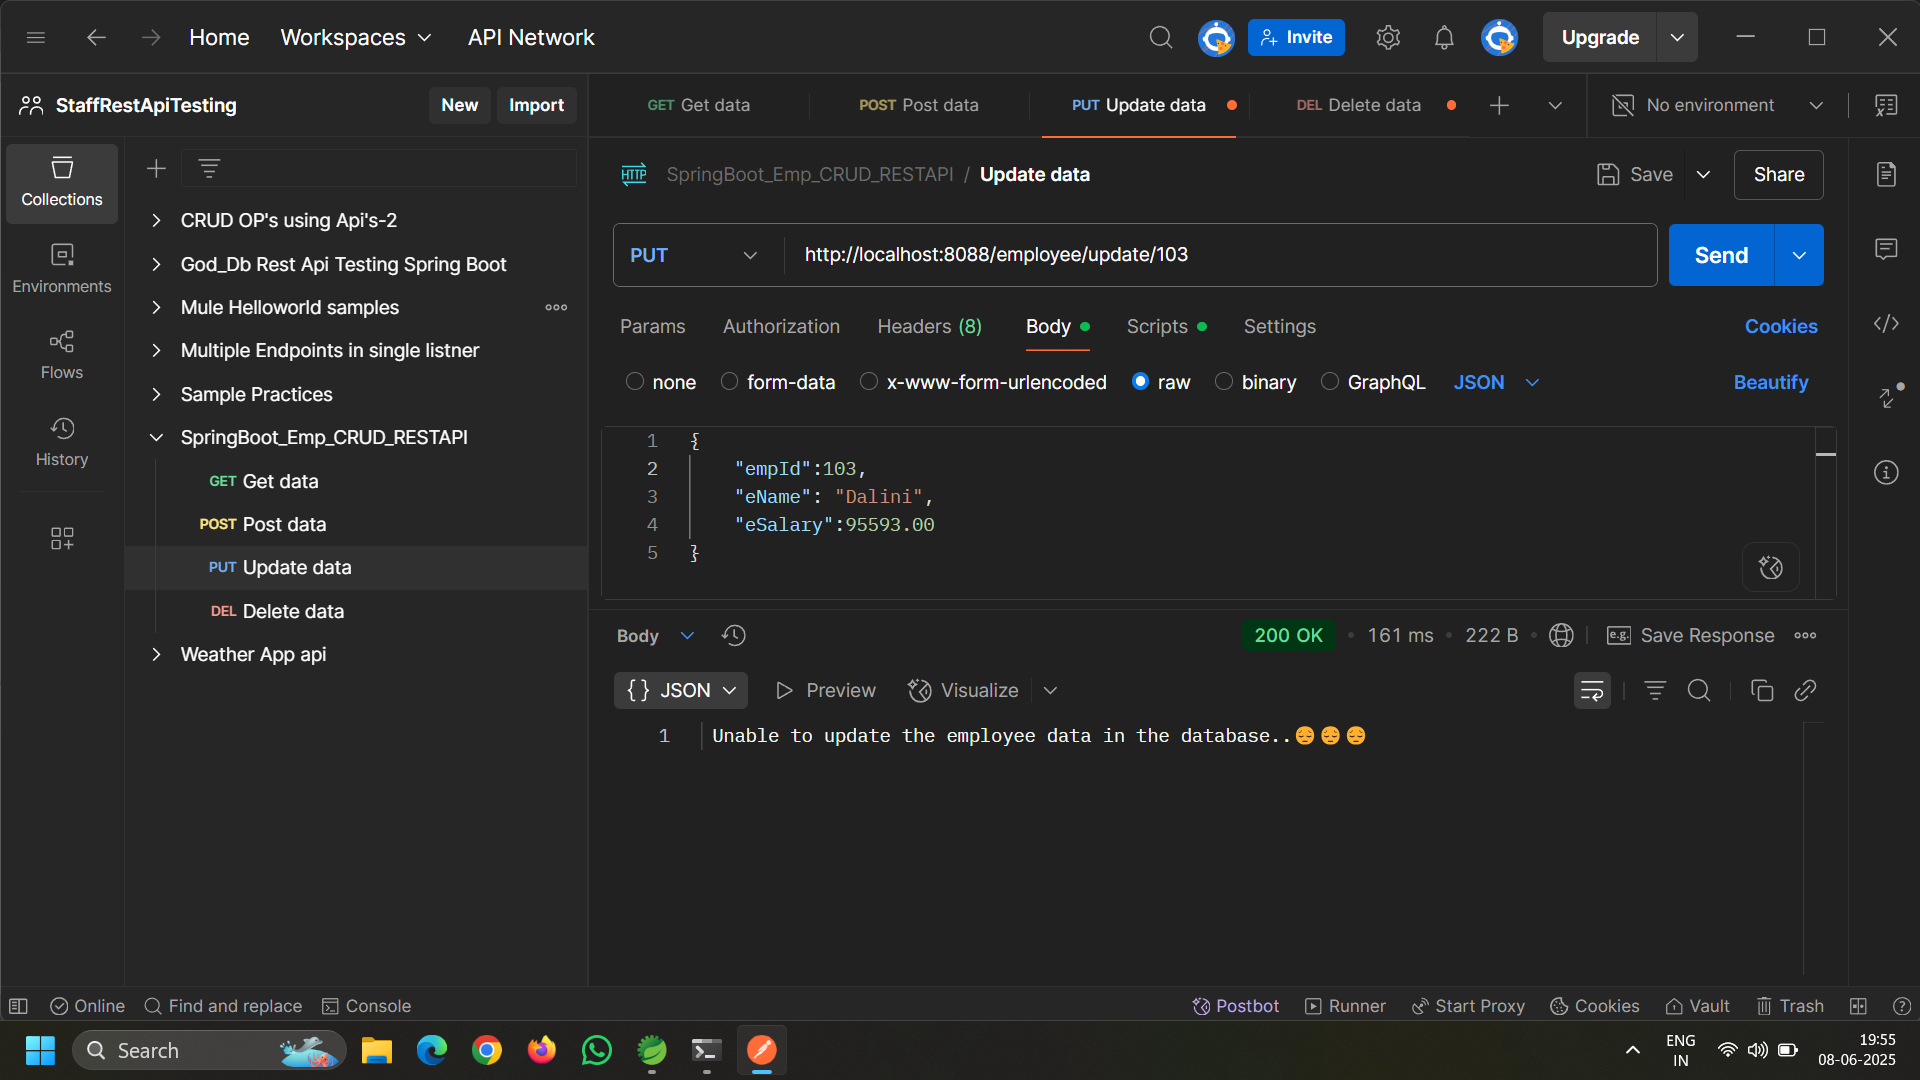 Home
Workspaces
API Network
Invite
Upgrade
StaffRestApiTesting
New
Import
GET Get data
POST Post data
PUT Update data
DEL Delete data
No environment
Collections
Environments
Flows
History
CRUD OP's using Api's-2
God_Db Rest Api Testing Spring Boot
Mule Helloworld samples
Multiple Endpoints in single listner
Sample Practices
SpringBoot_Emp_CRUD_RESTAPI
GET Get data
POST Post data
PUT Update data
DEL Delete data
Weather App api
HTTP
SpringBoot_Emp_CRUD_RESTAPI / Update data
Save
Share
PUT
http://localhost:8088/employee/update/103
Send
Params
Authorization
Headers (8)
Body
Scripts
Settings
Cookies
none
form-data
x-www-form-urlencoded
raw
binary
GraphQL
JSON
Beautify
1 {
2 "empId":103,
3 "eName": "Dalini",
4 "eSalary":95593.00
5 }
Body
200 OK • 161 ms • 222 B
e.g. Save Response
{} JSON
Preview
Visualize
1 Unable to update the employee data in the database..😔😔😔
Online
Find and replace
Console
Postbot
Runner
Start Proxy
Cookies
Vault
Trash
Search
ENG
IN
19:55
08-06-2025